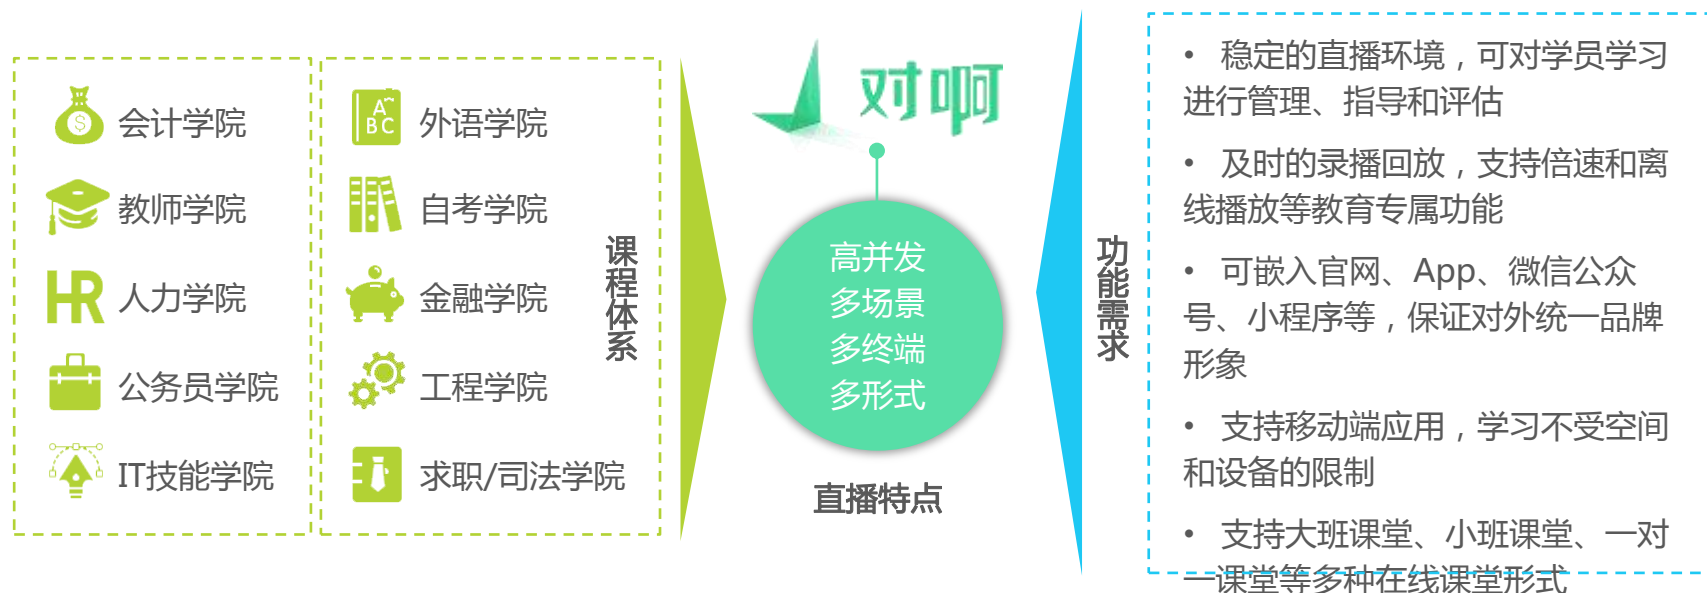 会计学院
教师学院
HR 人力学院
公务员学院
IT技能学院
A
BC 外语学院
自考学院
金融学院
工程学院
求职/司法学院
课程体系
对啊
高并发
多场景
多终端
多形式
直播特点
功能需求
• 稳定的直播环境，可对学员学习
进行管理、指导和评估
• 及时的录播回放，支持倍速和离
线播放等教育专属功能
• 可嵌入官网、App、微信公众
号、小程序等，保证对外统一品牌
形象
• 支持移动端应用，学习不受空间
和设备的限制
• 支持大班课堂、小班课堂、一对
一课堂等多种在线课堂形式